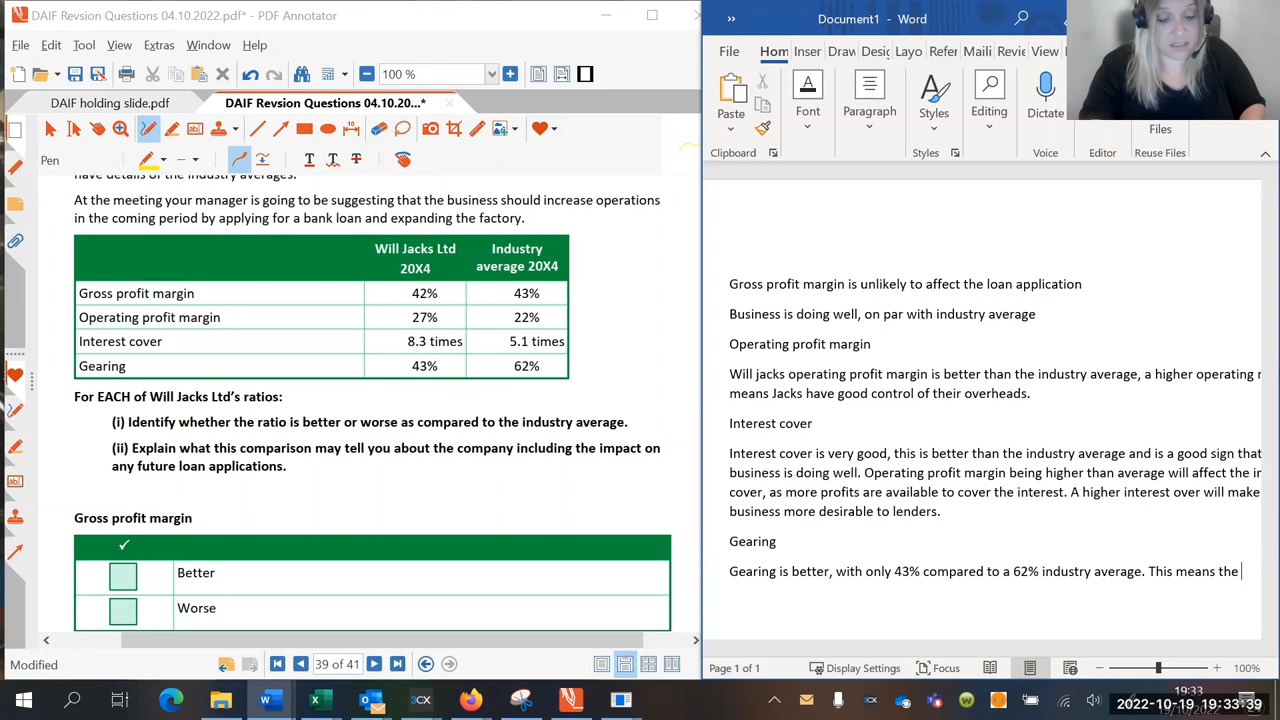 DAIF Revsion Questions 04.10.2022.pdf* - PDF Annotator
File Edit Tool View Extras Window Help
100 %
DAIF holding slide.pdf
DAIF Revsion Questions 04.10.20...*
Pen
have details of the industry averages.
At the meeting your manager is going to be suggesting that the business should increase operations
in the coming period by applying for a bank loan and expanding the factory.
Will Jacks Ltd 20X4 Industry average 20X4
Gross profit margin 42% 43%
Operating profit margin 27% 22%
Interest cover 8.3 times 5.1 times
Gearing 43% 62%
For EACH of Will Jacks Ltd's ratios:
(i) Identify whether the ratio is better or worse as compared to the industry average.
(ii) Explain what this comparison may tell you about the company including the impact on
any future loan applications.
Gross profit margin
✓
Better
Worse
Modified
39 of 41
Document1 - Word
File Hom Inser Draw Desig Layo Refer Maili Revie View
Paste Font Paragraph Styles Editing Dictate
Files
Clipboard Styles Voice Editor Reuse Files
Gross profit margin is unlikely to affect the loan application
Business is doing well, on par with industry average
Operating profit margin
Will jacks operating profit margin is better than the industry average, a higher operating
means Jacks have good control of their overheads.
Interest cover
Interest cover is very good, this is better than the industry average and is a good sign that
business is doing well. Operating profit margin being higher than average will affect the
cover, as more profits are available to cover the interest. A higher interest over will make
business more desirable to lenders.
Gearing
Gearing is better, with only 43% compared to a 62% industry average. This means the
Page 1 of 1 Display Settings Focus 100%
19:33
2022-10-19 19:33:39